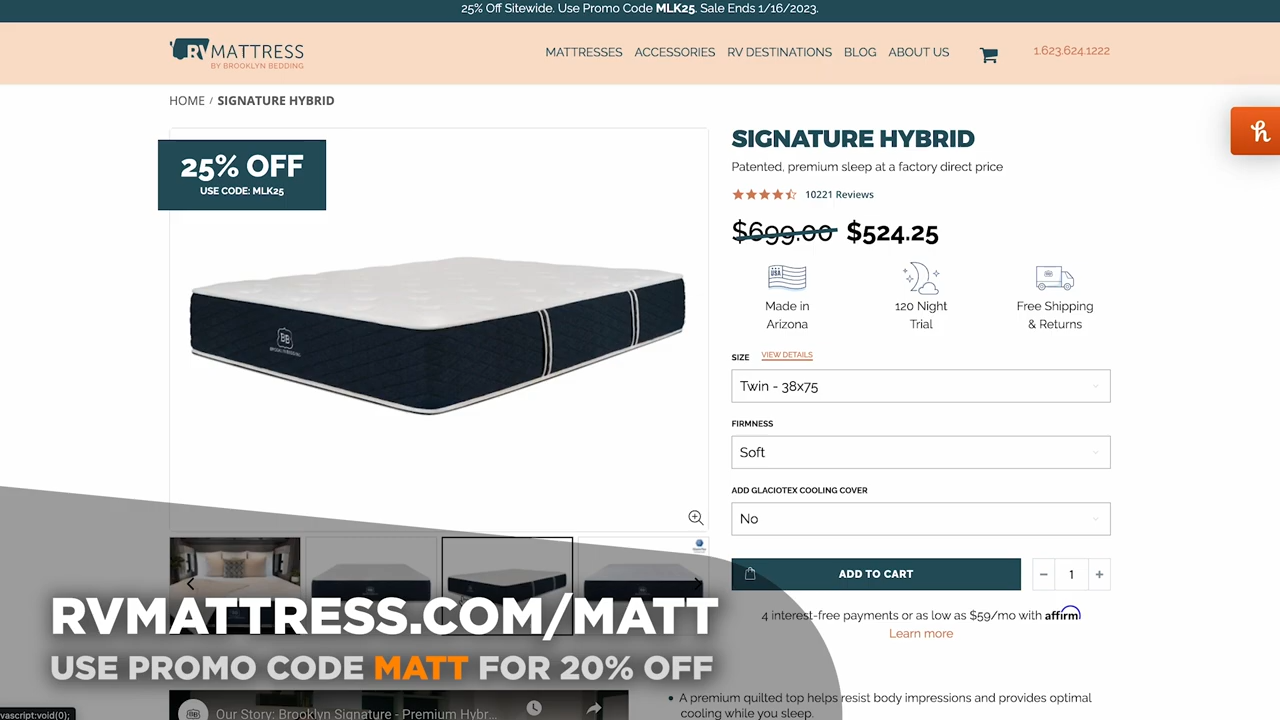 25% Off Sitewide. Use Promo Code MLK25. Sale Ends 1/16/2023.
RVMATTRESS
BY BROOKLYN BEDDING
MATTRESSES ACCESSORIES RV DESTINATIONS BLOG ABOUT US
1.623.624.1222
HOME / SIGNATURE HYBRID
25% OFF
USE CODE: MLK25
BB
SIGNATURE HYBRID
Patented, premium sleep at a factory direct price
10221 Reviews
$699.00 $524.25
USA
Made in
Arizona
120 Night
Trial
Free Shipping
& Returns
SIZE VIEW DETAILS
Twin - 38x75
FIRMNESS
Soft
ADD GLACIOTEX COOLING COVER
No
ADD TO CART
− 1 +
4 interest-free payments or as low as $59/mo with affirm
Learn more
RVMATTRESS.COM/MATT
USE PROMO CODE MATT FOR 20% OFF
Our Story: Brooklyn Signature - Premium Hybr...
• A premium quilted top helps resist body impressions and provides optimal
cooling while you sleep.
vascript:void(0);